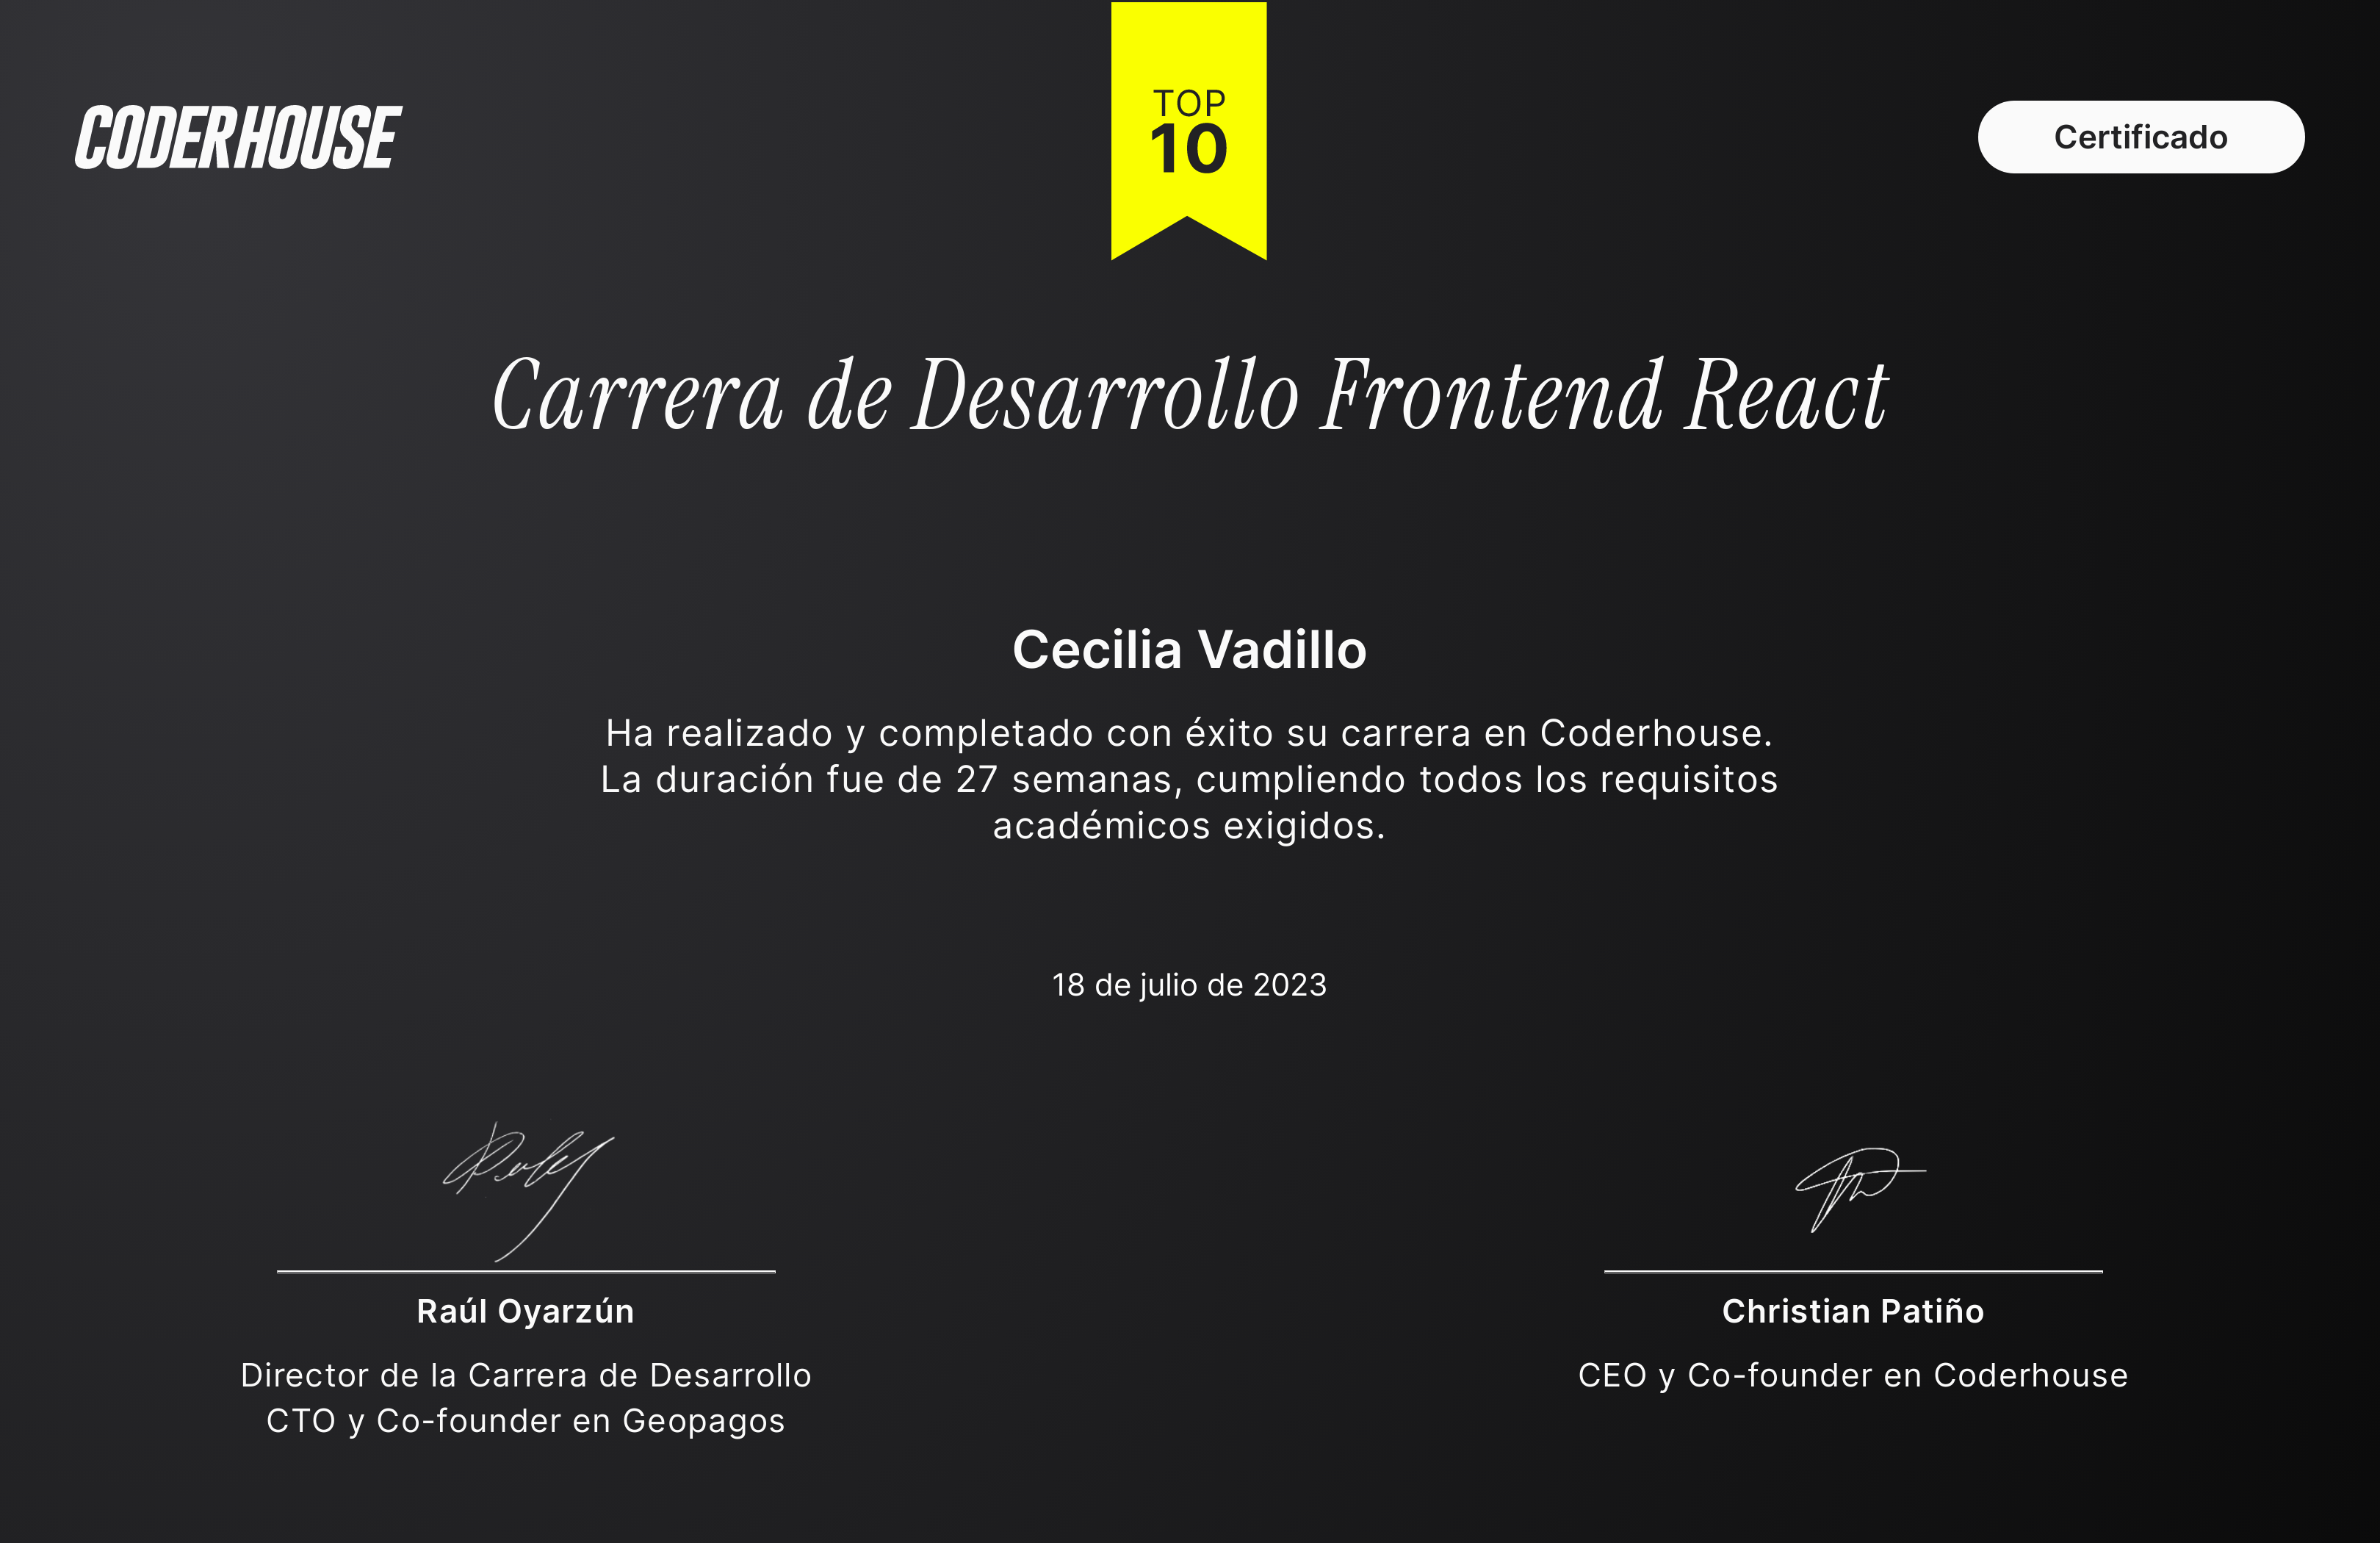 CODERHOUSE
TOP
10
Certificado
Carrera de Desarrollo Frontend React
Cecilia Vadillo
Ha realizado y completado con éxito su carrera en Coderhouse.
La duración fue de 27 semanas, cumpliendo todos los requisitos
académicos exigidos.
18 de julio de 2023
Raúl Oyarzún
Director de la Carrera de Desarrollo
CTO y Co-founder en Geopagos
Christian Patiño
CEO y Co-founder en Coderhouse